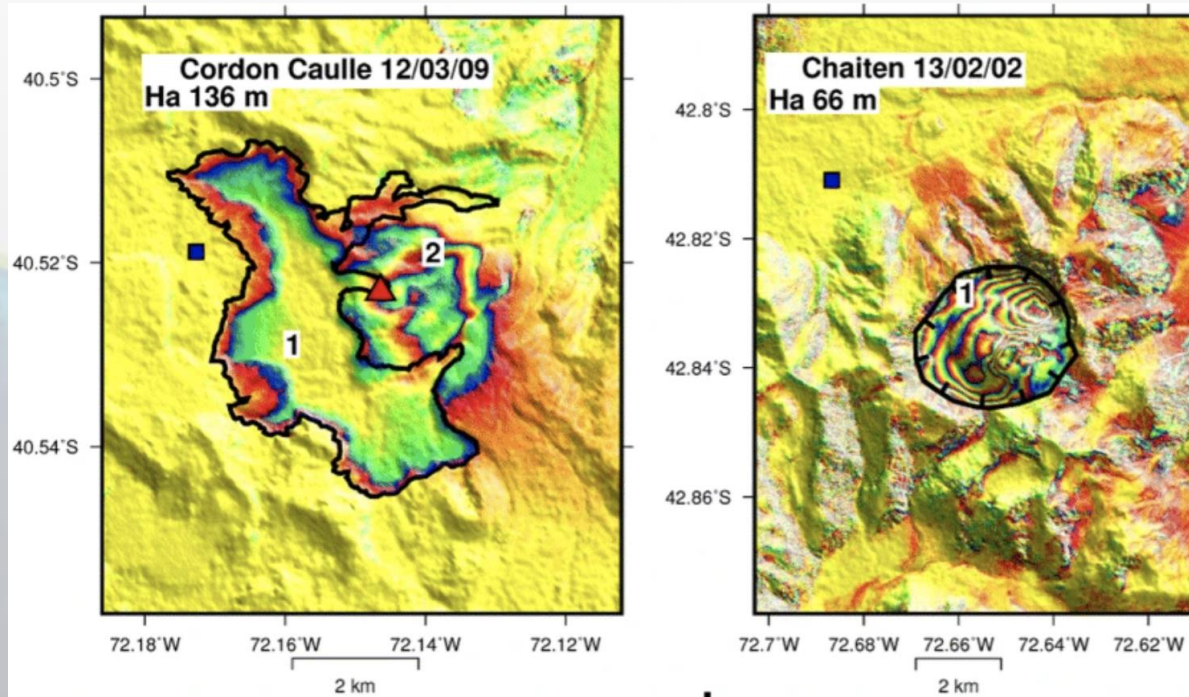 Cordon Caulle 12/03/09
Ha 136 m
40.5°S
40.52°S
40.54°S
1
2
72.18°W
72.16°W
72.14°W
72.12°W
2 km
Chaiten 13/02/02
Ha 66 m
42.8°S
42.82°S
42.84°S
42.86°S
1
72.7°W
72.68°W
72.66°W
72.64°W
72.62°W
2 km